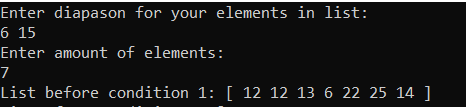 Enter diapason for your elements in list:
6 15
Enter amount of elements:
7
List before condition 1: [ 12 12 13 6 22 25 14 ]